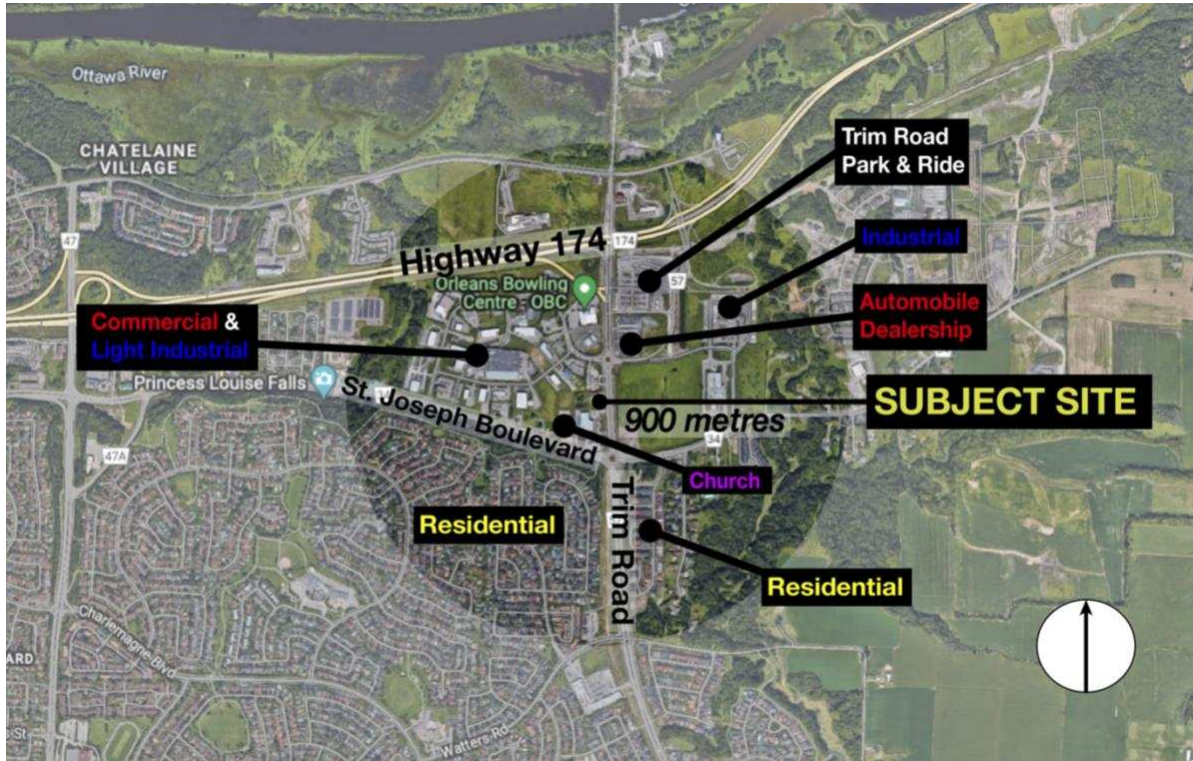 Ottawa River
CHATELAINE
VILLAGE
Trim Road
Park & Ride
47
174
Highway 174
Industrial
57
Orleans Bowling
Centre - OBC
Automobile
Dealership
Commercial &
Light Industrial
Princess Louise Falls
St. Joseph Boulevard
SUBJECT SITE
900 metres
34
47A
Church
Trim Road
Residential
Residential
Charlemagne Blvd
ARD
s St
Watters Rd